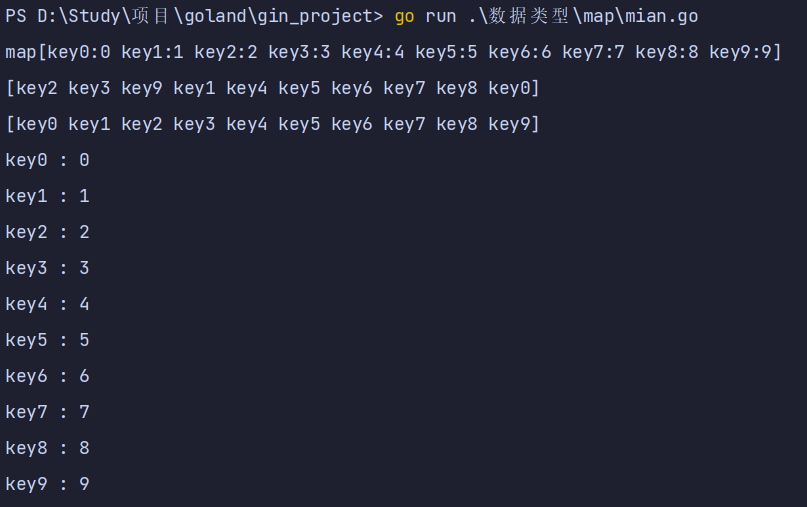 PS D:\Study\项目\goland\gin_project> go run .\数据类型\map\mian.go
map[key0:0 key1:1 key2:2 key3:3 key4:4 key5:5 key6:6 key7:7 key8:8 key9:9]
[key2 key3 key9 key1 key4 key5 key6 key7 key8 key0]
[key0 key1 key2 key3 key4 key5 key6 key7 key8 key9]
key0 : 0
key1 : 1
key2 : 2
key3 : 3
key4 : 4
key5 : 5
key6 : 6
key7 : 7
key8 : 8
key9 : 9